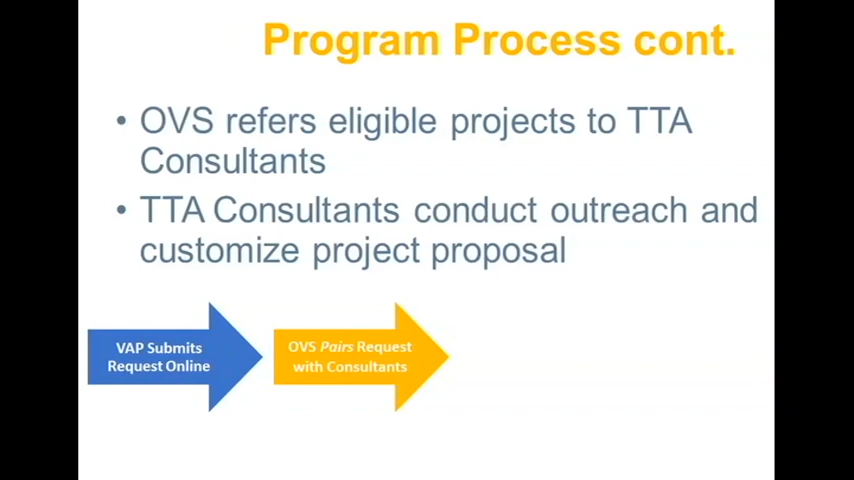 Program Process cont.
• OVS refers eligible projects to TTA
Consultants
• TTA Consultants conduct outreach and
customize project proposal
VAP Submits
Request Online
OVS Pairs Request
with Consultants